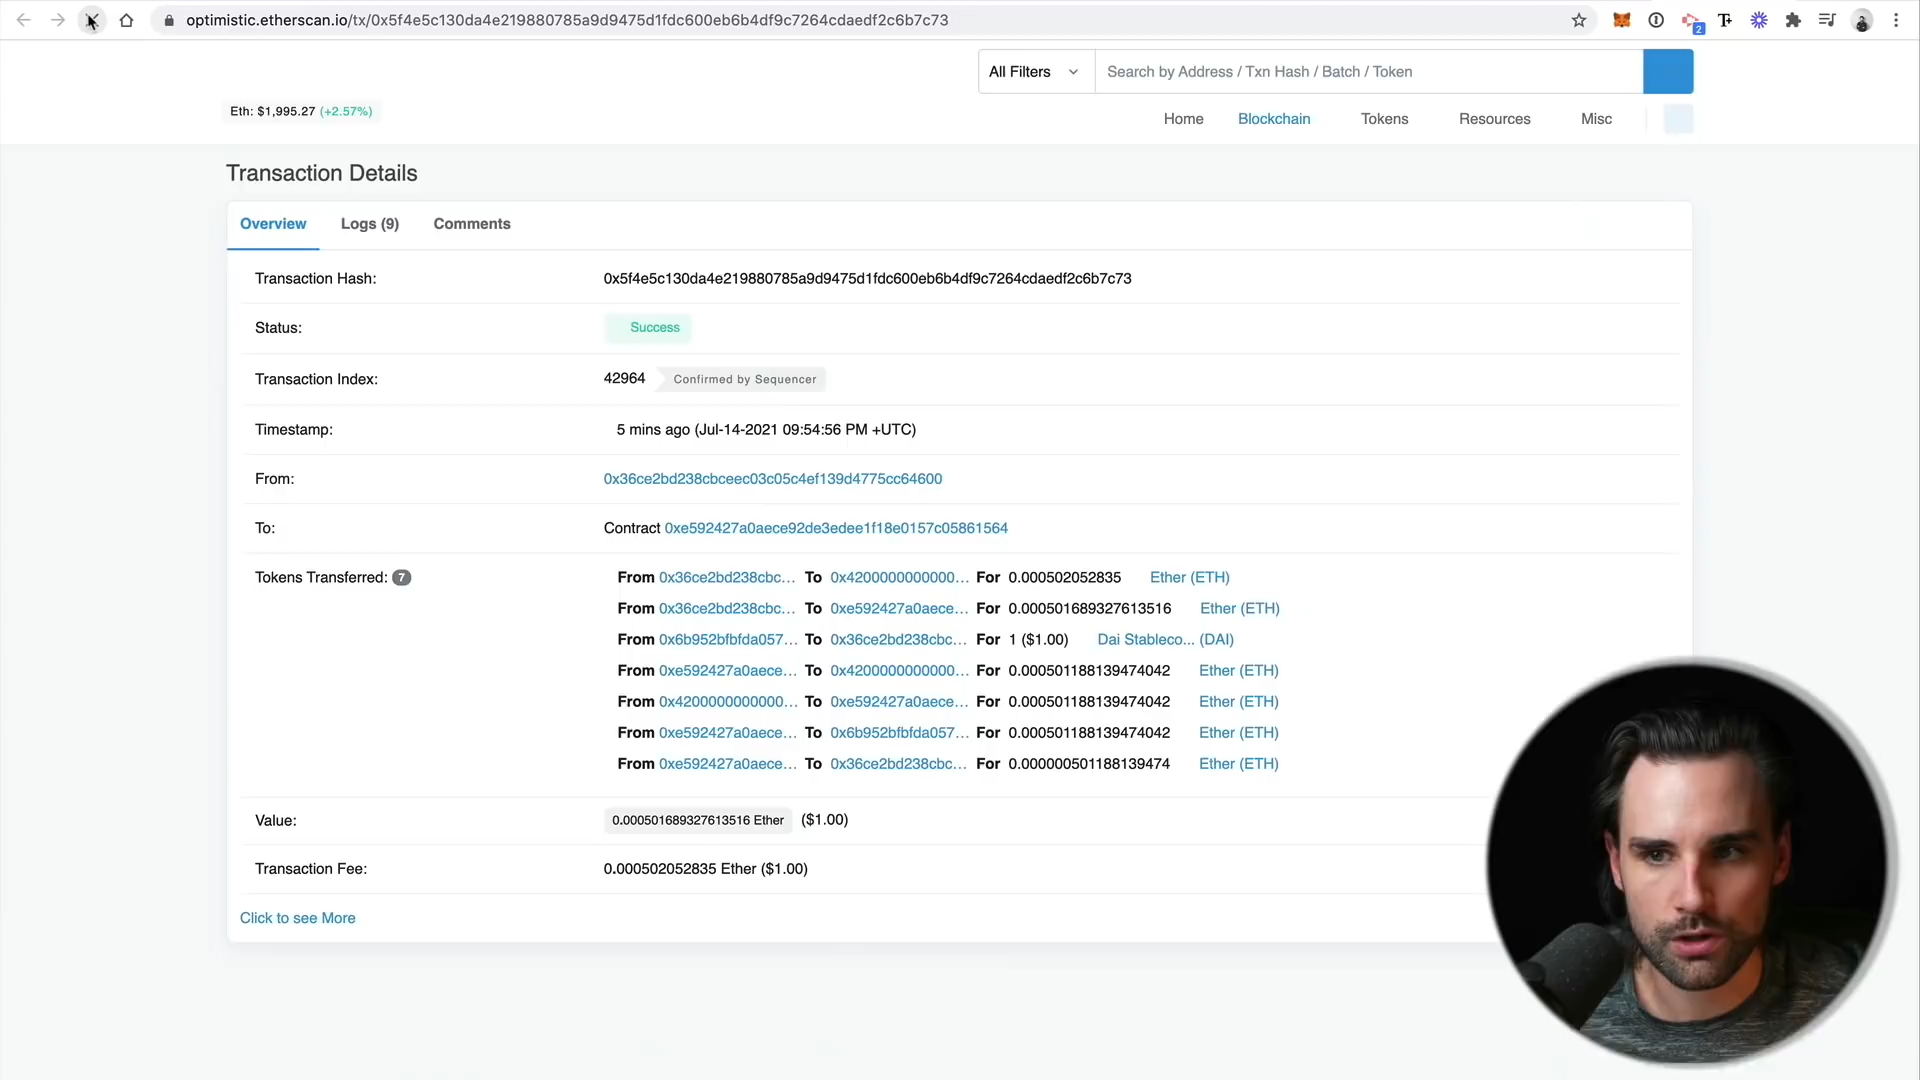 optimistic.etherscan.io/tx/0x5f4e5c130da4e219880785a9d9475d1fdc600eb6b4df9c7264cdaedf2c6b7c73
2
All Filters
Search by Address / Txn Hash / Batch / Token
Eth: $1,995.27 (+2.57%)
Home Blockchain Tokens Resources Misc
Transaction Details
Overview Logs (9) Comments
Transaction Hash: 0x5f4e5c130da4e219880785a9d9475d1fdc600eb6b4df9c7264cdaedf2c6b7c73
Status: Success
Transaction Index: 42964 Confirmed by Sequencer
Timestamp: 5 mins ago (Jul-14-2021 09:54:56 PM +UTC)
From: 0x36ce2bd238cbceec03c05c4ef139d4775cc64600
To: Contract 0xe592427a0aece92de3edee1f18e0157c05861564
Tokens Transferred: 7 From 0x36ce2bd238cbc... To 0x4200000000000... For 0.000502052835 Ether (ETH)
From 0x36ce2bd238cbc... To 0xe592427a0aece... For 0.000501689327613516 Ether (ETH)
From 0x6b952bfbfda057... To 0x36ce2bd238cbc... For 1 ($1.00) Dai Stableco... (DAI)
From 0xe592427a0aece... To 0x4200000000000... For 0.000501188139474042 Ether (ETH)
From 0x4200000000000... To 0xe592427a0aece... For 0.000501188139474042 Ether (ETH)
From 0xe592427a0aece... To 0x6b952bfbfda057... For 0.000501188139474042 Ether (ETH)
From 0xe592427a0aece... To 0x36ce2bd238cbc... For 0.000000501188139474 Ether (ETH)
Value: 0.000501689327613516 Ether ($1.00)
Transaction Fee: 0.000502052835 Ether ($1.00)
Click to see More